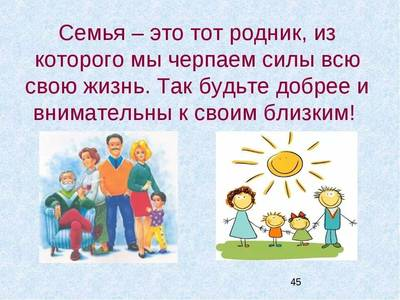 Семья – это тот родник, из
которого мы черпаем силы всю
свою жизнь. Так будьте добрее и
внимательны к своим близким!
45